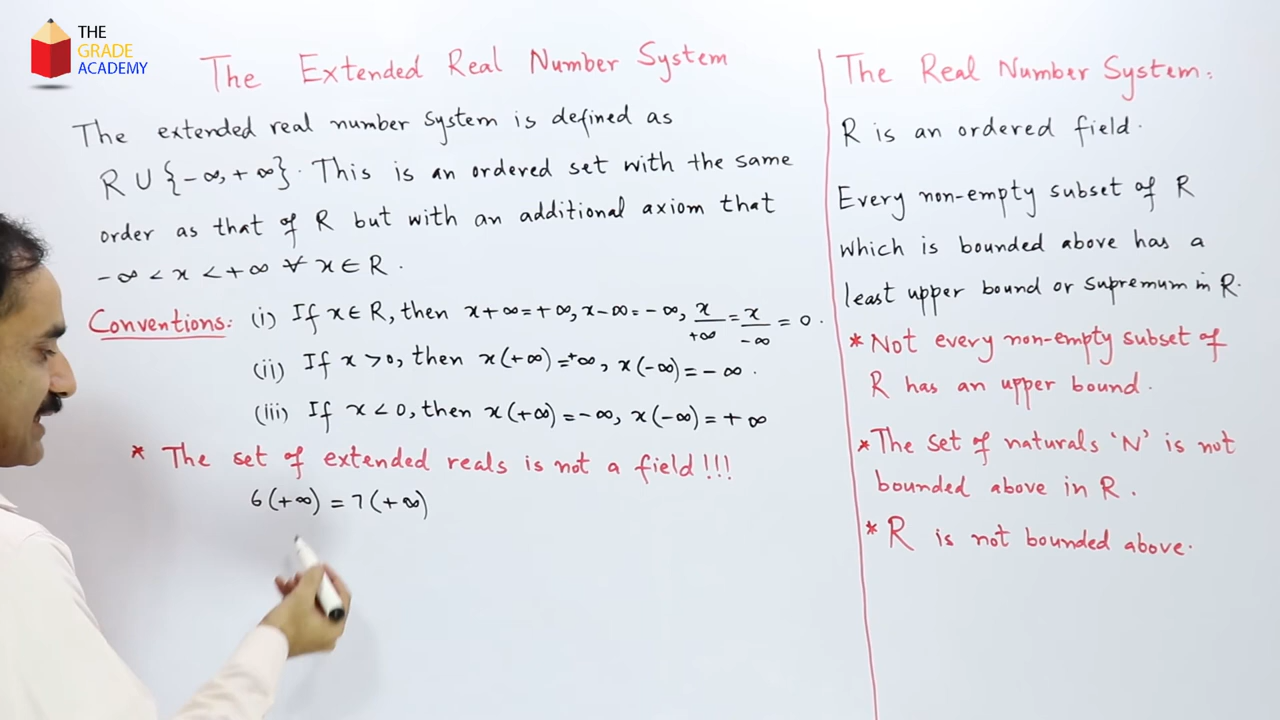 THE
GRADE
ACADEMY
The Extended Real Number System
The extended real number system is defined as
R ∪ {-∞, +∞}. This is an ordered set with the same
order as that of R but with an additional axiom that
-∞ < x < +∞ ∀ x ∈ R.
Conventions: (i) If x ∈ R, then x+∞=+∞, x-∞=-∞, x/+∞ = x/-∞ = 0.
(ii) If x >0, then x(+∞)=+∞, x(-∞)=-∞.
(iii) If x <0, then x(+∞)=-∞, x(-∞)=+∞
* The set of extended reals is not a field!!!
6(+∞) = 7(+∞)
The Real Number System:
R is an ordered field.
Every non-empty subset of R
which is bounded above has a
least upper bound or supremum in R.
* Not every non-empty subset of
R has an upper bound.
* The set of naturals 'N' is not
bounded above in R.
* R is not bounded above.